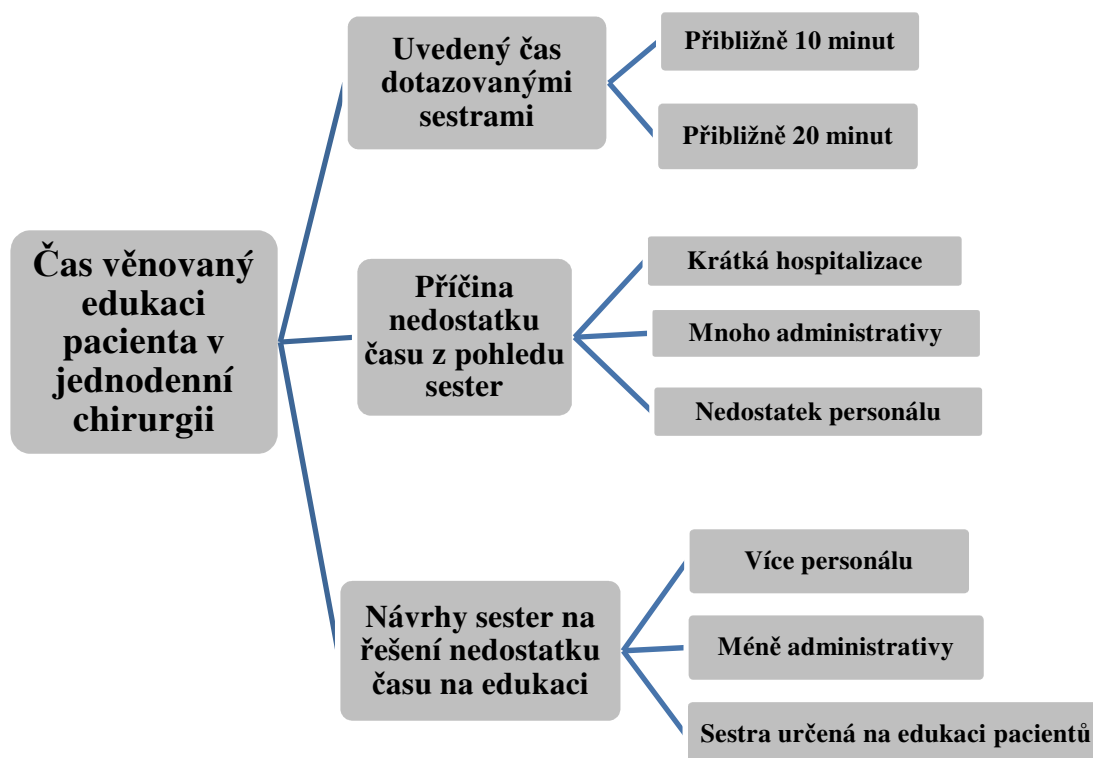 Čas věnovaný
edukaci
pacienta v
jednodenní
chirurgii
Uvedený čas
dotazovanými
sestrami
Přibližně 10 minut
Přibližně 20 minut
Příčina
nedostatku
času z pohledu
sester
Krátká hospitalizace
Mnoho administrativy
Nedostatek personálu
Návrhy sester na
řešení nedostatku
času na edukaci
Více personálu
Méně administrativy
Sestra určená na edukaci pacientů